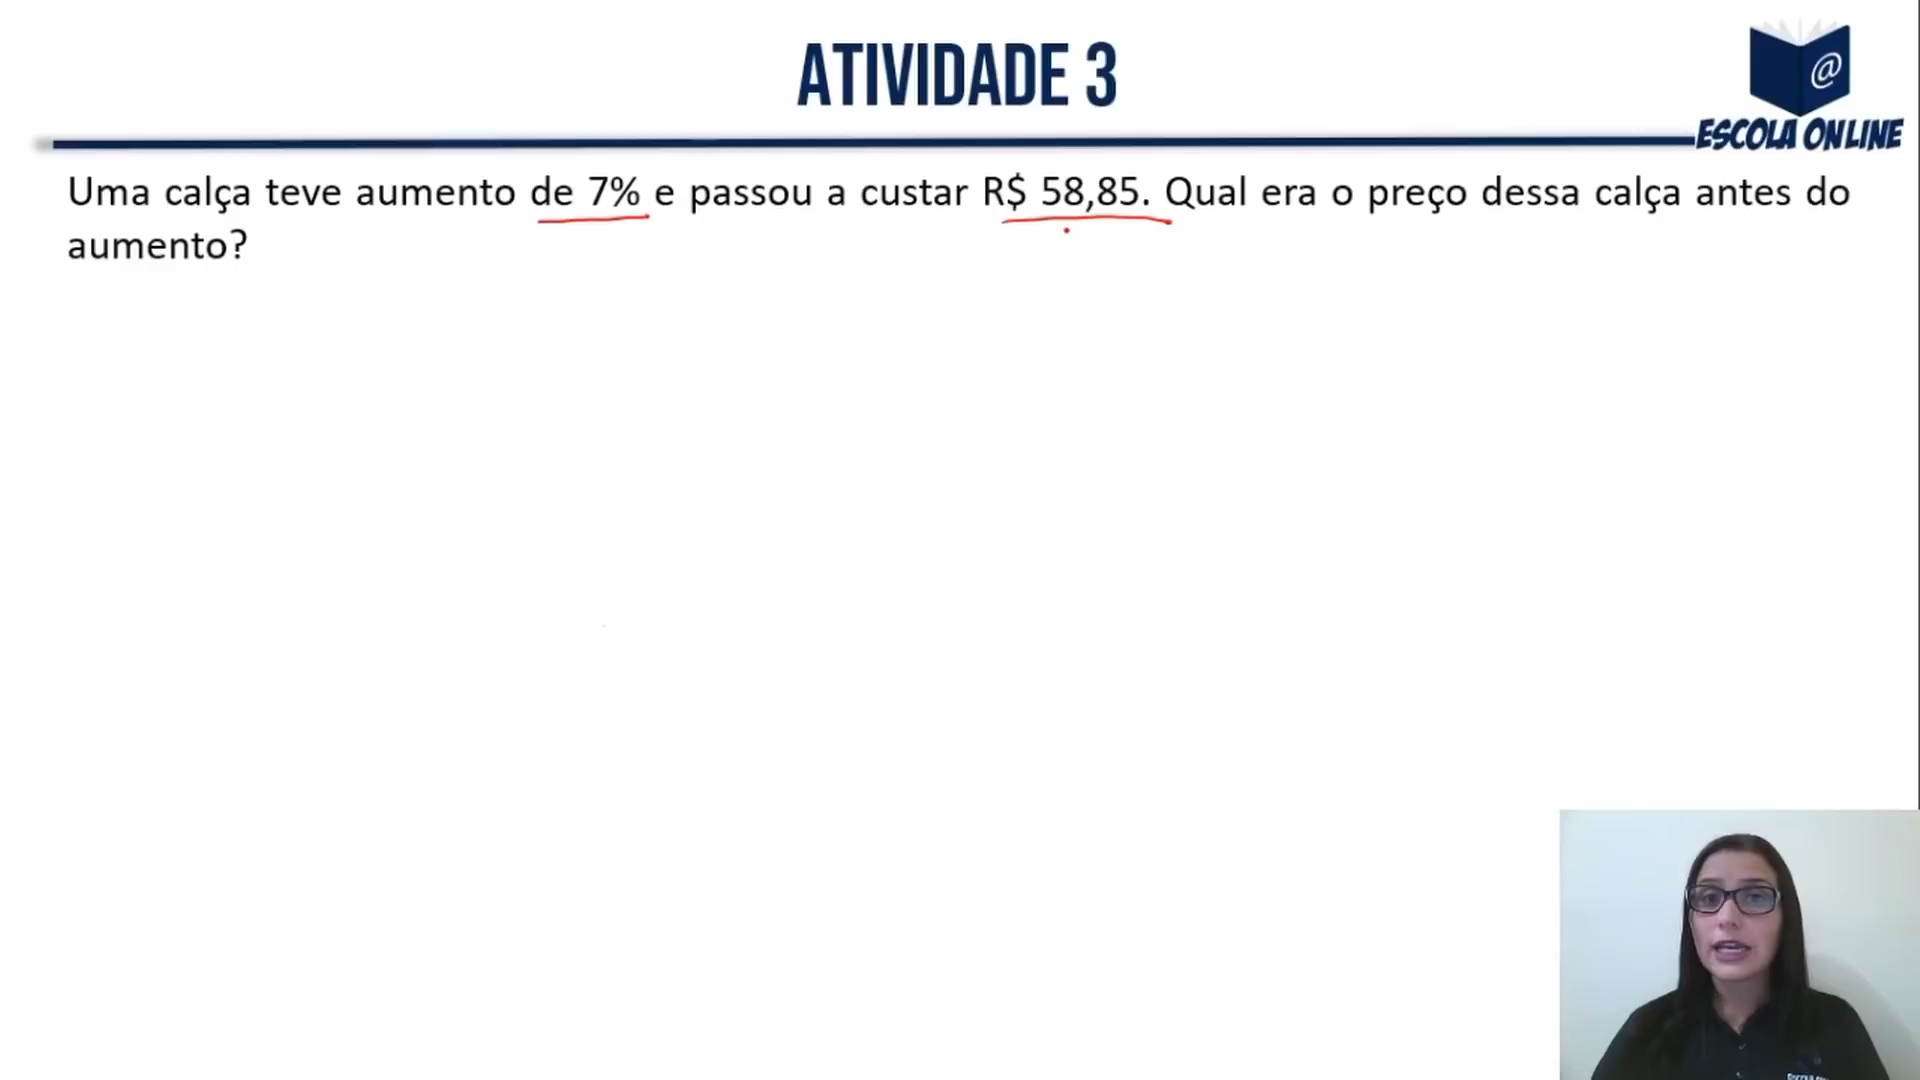 ATIVIDADE 3
@
ESCOLA ONLINE
Uma calça teve aumento de 7% e passou a custar R$ 58,85. Qual era o preço dessa calça antes do
aumento?